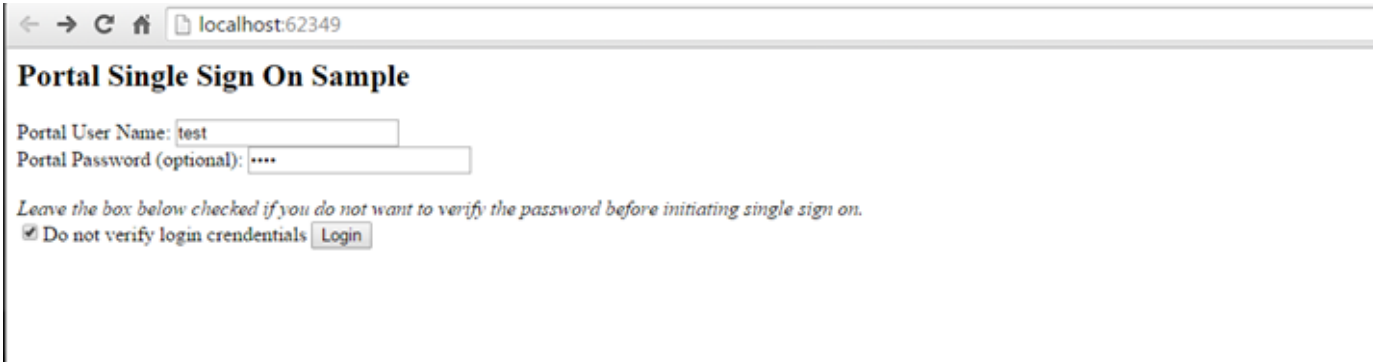 localhost:62349
Portal Single Sign On Sample
Portal User Name: test
Portal Password (optional): ••••
Leave the box below checked if you do not want to verify the password before initiating single sign on.
Do not verify login crendentials Login